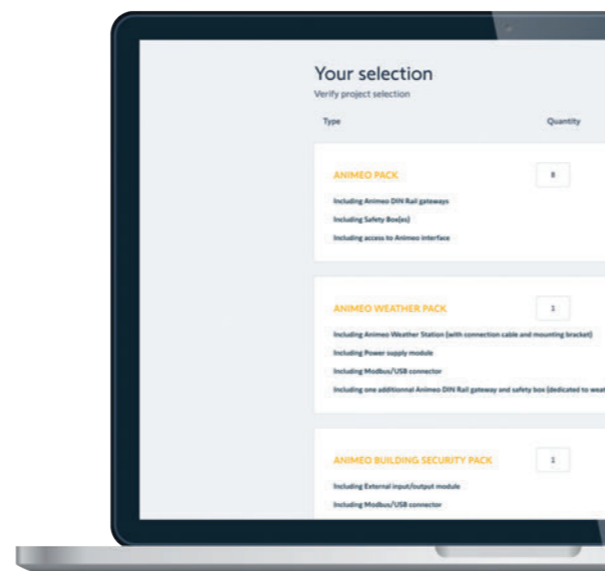 Your selection
Verify project selection
Type Quantity
ANIMEO PACK 8
Including Animeo DIN Rail gateways
Including Safety Box(es)
Including access to Animeo interface
ANIMEO WEATHER PACK 1
Including Animeo Weather Station (with connection cable and mounting bracket)
Including Power supply module
Including Modbus/USB connector
Including one additionnal Animeo DIN Rail gateway and safety box (dedicated to weat
ANIMEO BUILDING SECURITY PACK 1
Including External input/output module
Including Modbus/USB connector